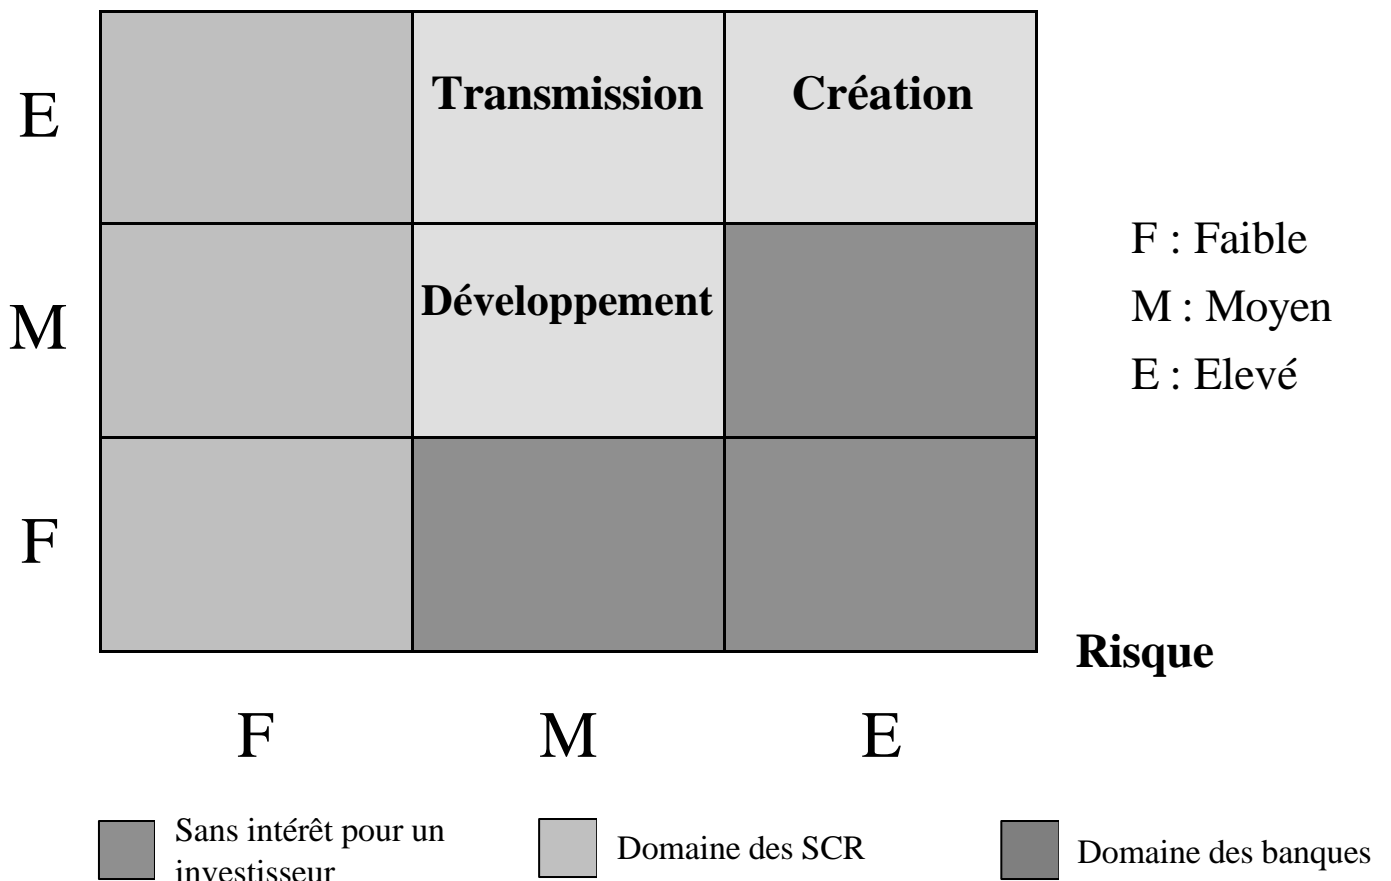 E
Transmission
Création
M
Développement
F
F : Faible
M : Moyen
E : Elevé
Risque
F
M
E
Sans intérêt pour un
investisseur
Domaine des SCR
Domaine des banques